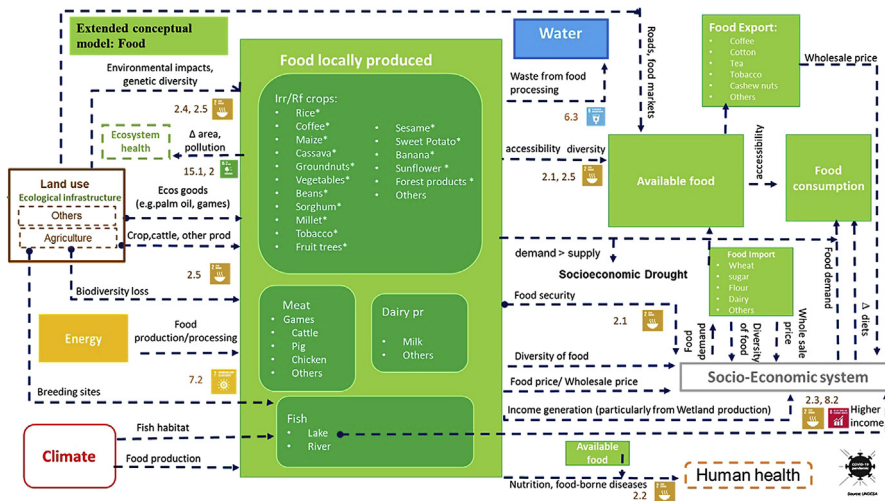 Extended conceptual
model: Food
Environmental impacts,
genetic diversity
2.4, 2.5
Ecosystem
health
Δ area,
pollution
15.1, 2
Land use
Ecological infrastructure
Others
Agriculture
Ecos goods
(e.g.palm oil, games)
Crop,cattle, other prod
2.5
Biodiversity loss
Energy
Food
production/processing
7.2
Breeding sites
Climate
Fish habitat
Food production
Food locally produced
Irr/Rf crops:
• Rice*
• Coffee*
• Maize*
• Cassava*
• Groundnuts*
• Vegetables*
• Beans*
• Sorghum*
• Millet*
• Tobacco*
• Fruit trees*
• Sesame*
• Sweet Potato*
• Banana*
• Sunflower *
• Forest products *
• Others
Meat
• Games
• Cattle
• Pig
• Chicken
• Others
Dairy pr
• Milk
• Others
Fish
• Lake
• River
Water
Waste from food
processing
6.3
Roads, food markets
accessibility diversity
2.1, 2.5
Available food
Food Export:
• Coffee
• Cotton
• Tea
• Tobacco
• Cashew nuts
• Others
Wholesale price
accessibility
Food
consumption
demand > supply
Socioeconomic Drought
Food security
2.1
Food Import
• Wheat
• sugar
• Flour
• Dairy
• Others
Food
demand
Diversity
of food
Whole sale
price
Food demand
Δ
diets
Diversity of food
Food price/ Wholesale price
Socio-Economic system
Income generation (particularly from Wetland production)
2.3, 8.2
Higher
income
Available
food
Nutrition, food-borne diseases
2.2
Human health
COVID-19
pandemic
Source: UNOSSA